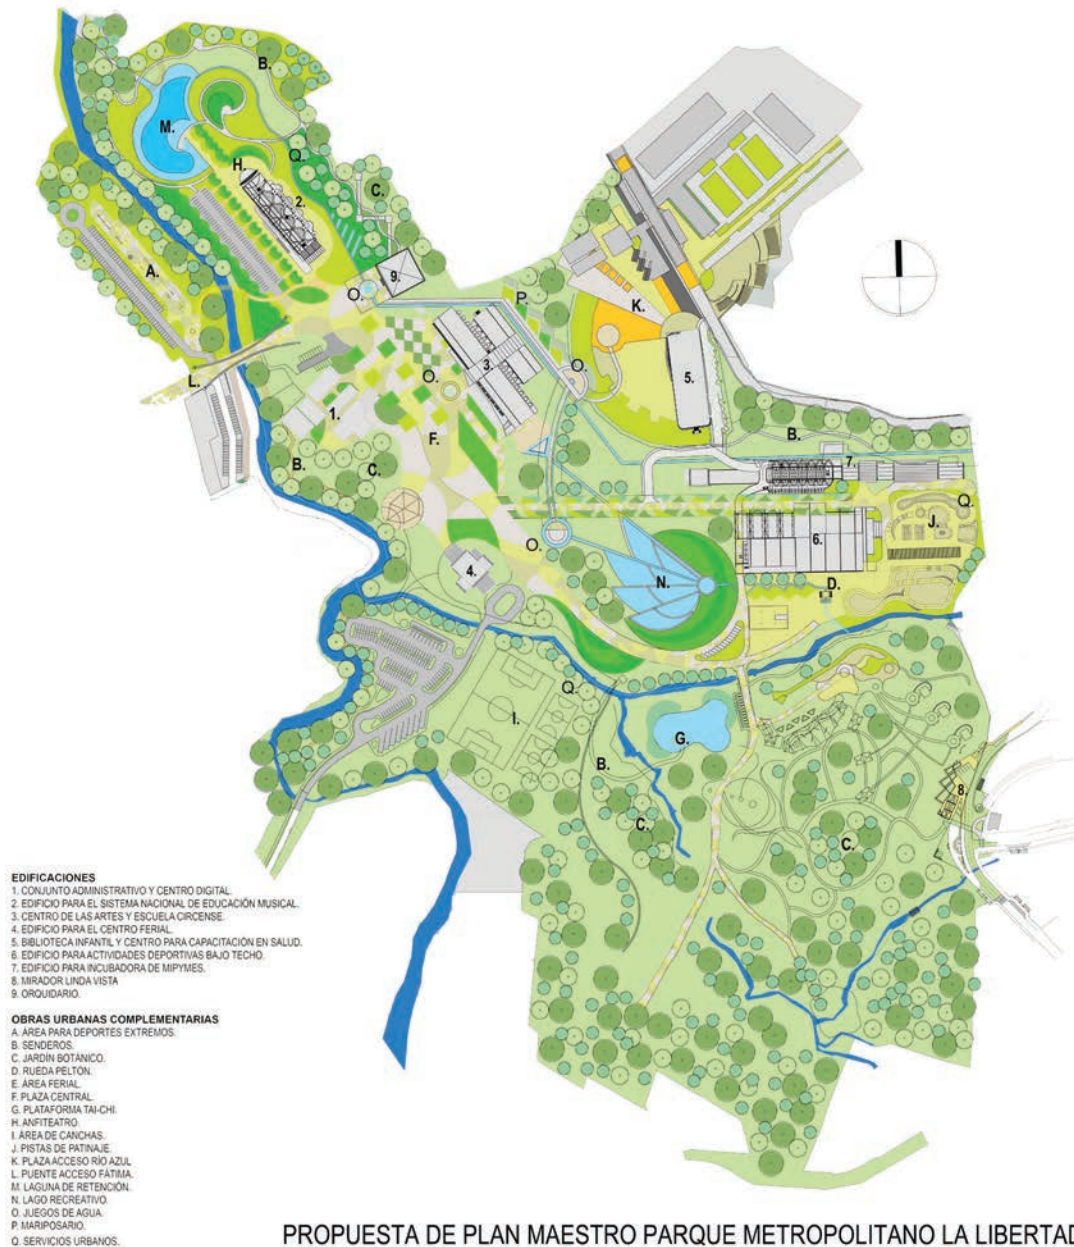 B.
M.
Q.
C.
H.
2.
A.
9.
O.
P.
K.
3.
O.
O.
5.
L.
1.
F.
B.
B.
C.
7.
Q.
J.
6.
O.
N.
D.
4.
Q.
I.
G.
B.
8.
C.
C.
EDIFICACIONES
1. CONJUNTO ADMINISTRATIVO Y CENTRO DIGITAL.
2. EDIFICIO PARA EL SISTEMA NACIONAL DE EDUCACIÓN MUSICAL.
3. CENTRO DE LAS ARTES Y ESCUELA CIRCENSE.
4. EDIFICIO PARA EL CENTRO FERIAL.
5. BIBLIOTECA INFANTIL Y CENTRO PARA CAPACITACIÓN EN SALUD.
6. EDIFICIO PARA ACTIVIDADES DEPORTIVAS BAJO TECHO.
7. EDIFICIO PARA INCUBADORA DE MIPYMES.
8. MIRADOR LINDA VISTA
9. ORQUIDARIO.
OBRAS URBANAS COMPLEMENTARIAS
A. ÁREA PARA DEPORTES EXTREMOS.
B. SENDEROS.
C. JARDÍN BOTÁNICO.
D. RUEDA PELTON.
E. ÁREA FERIAL.
F. PLAZA CENTRAL.
G. PLATAFORMA TAI-CHI.
H. ANFITEATRO.
I. ÁREA DE CANCHAS.
J. PISTAS DE PATINAJE.
K. PLAZA ACCESO RÍO AZUL
L. PUENTE ACCESO FÁTIMA.
M. LAGUNA DE RETENCIÓN.
N. LAGO RECREATIVO.
O. JUEGOS DE AGUA.
P. MARIPOSARIO.
Q. SERVICIOS URBANOS.
PROPUESTA DE PLAN MAESTRO PARQUE METROPOLITANO LA LIBERTAD